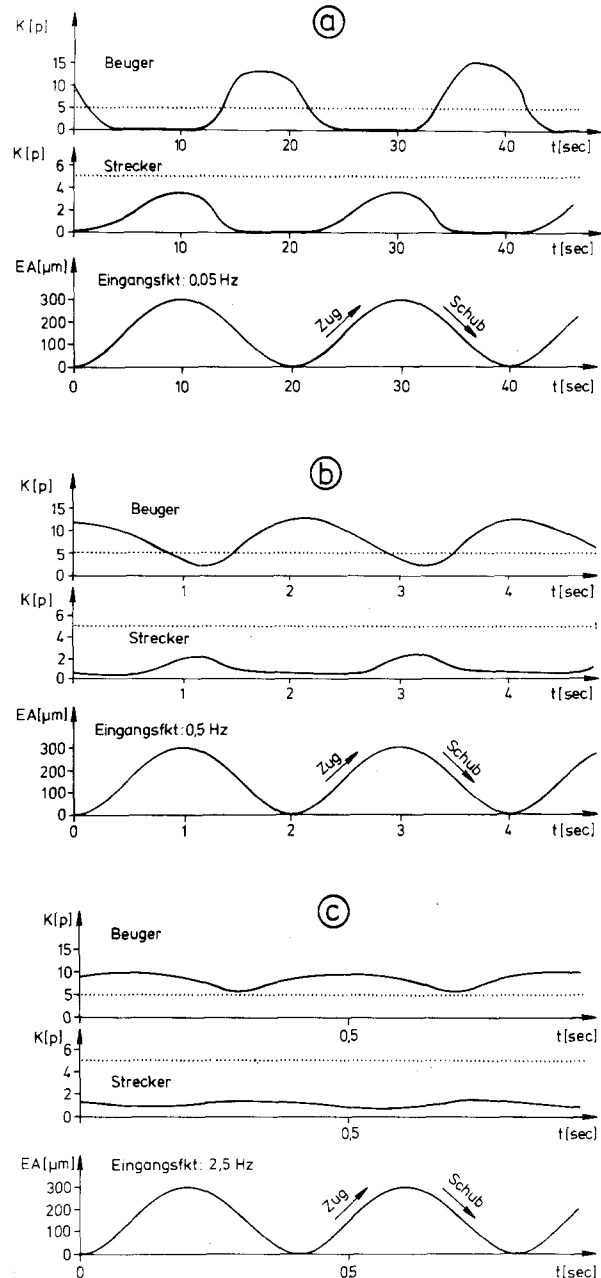 a
K[p]
Beuger
15
10
5
0
10 20 30 40 t[sec]
K[p]
Strecker
6
4
2
0
10 20 30 40 t[sec]
EA[µm]
Eingangsfkt: 0,05 Hz
300
200
100
0
Zug
Schub
0 10 20 30 40 t[sec]
b
K[p]
Beuger
15
10
5
0
1 2 3 4 t[sec]
K[p]
Strecker
6
4
2
0
1 2 3 4 t[sec]
EA[µm]
Eingangsfkt: 0,5 Hz
300
200
100
0
Zug
Schub
0 1 2 3 4 t[sec]
c
K[p]
Beuger
15
10
5
0
0,5 t[sec]
K[p]
Strecker
6
4
2
0
0,5 t[sec]
EA[µm]
Eingangsfkt: 2,5 Hz
300
200
100
0
Zug
Schub
0 0,5 t[sec]